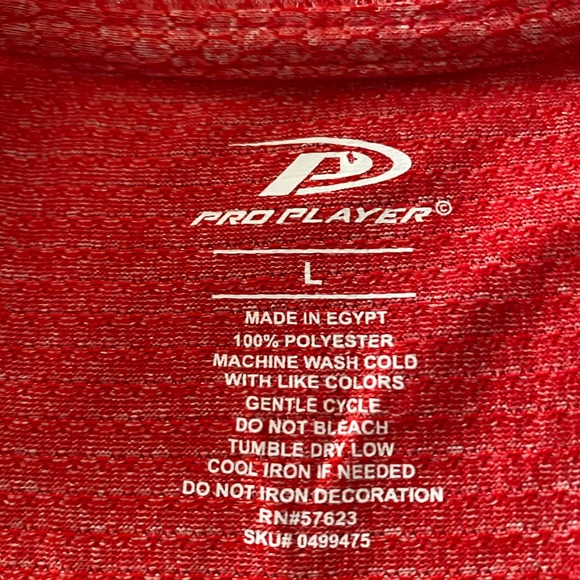 PRO PLAYER©
L
MADE IN EGYPT
100% POLYESTER
MACHINE WASH COLD
WITH LIKE COLORS
GENTLE CYCLE
DO NOT BLEACH
TUMBLE DRY LOW
COOL IRON IF NEEDED
DO NOT IRON DECORATION
RN#57623
SKU# 0499475